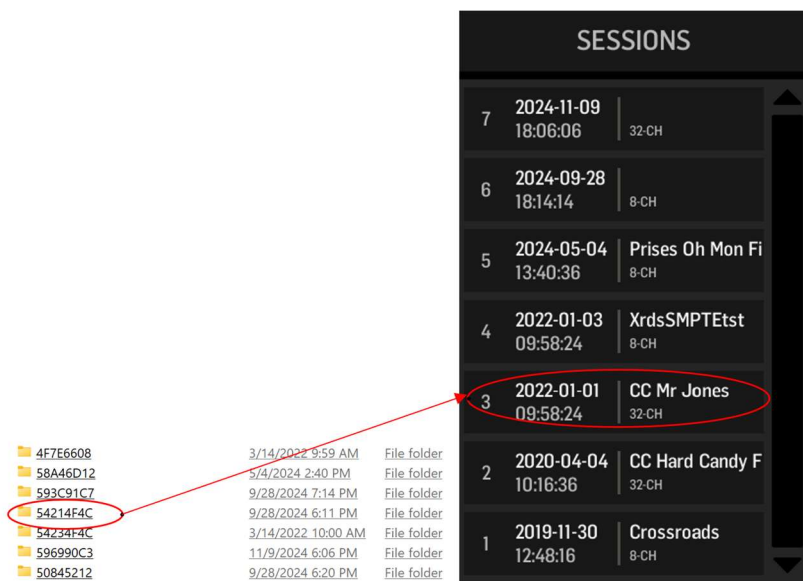 SESSIONS
7 2024-11-09
18:06:06 32-CH
6 2024-09-28
18:14:14 8-CH
5 2024-05-04 Prises Oh Mon Fi
13:40:36 8-CH
4 2022-01-03 XrdsSMPTEtst
09:58:24 8-CH
3 2022-01-01 CC Mr Jones
09:58:24 32-CH
2 2020-04-04 CC Hard Candy F
10:16:36 32-CH
1 2019-11-30 Crossroads
12:48:16 8-CH
4F7E6608 3/14/2022 9:59 AM File folder
58A46D12 5/4/2024 2:40 PM File folder
593C91C7 9/28/2024 7:14 PM File folder
54214F4C 9/28/2024 6:11 PM File folder
54234F4C 3/14/2022 10:00 AM File folder
596990C3 11/9/2024 6:06 PM File folder
50845212 9/28/2024 6:20 PM File folder